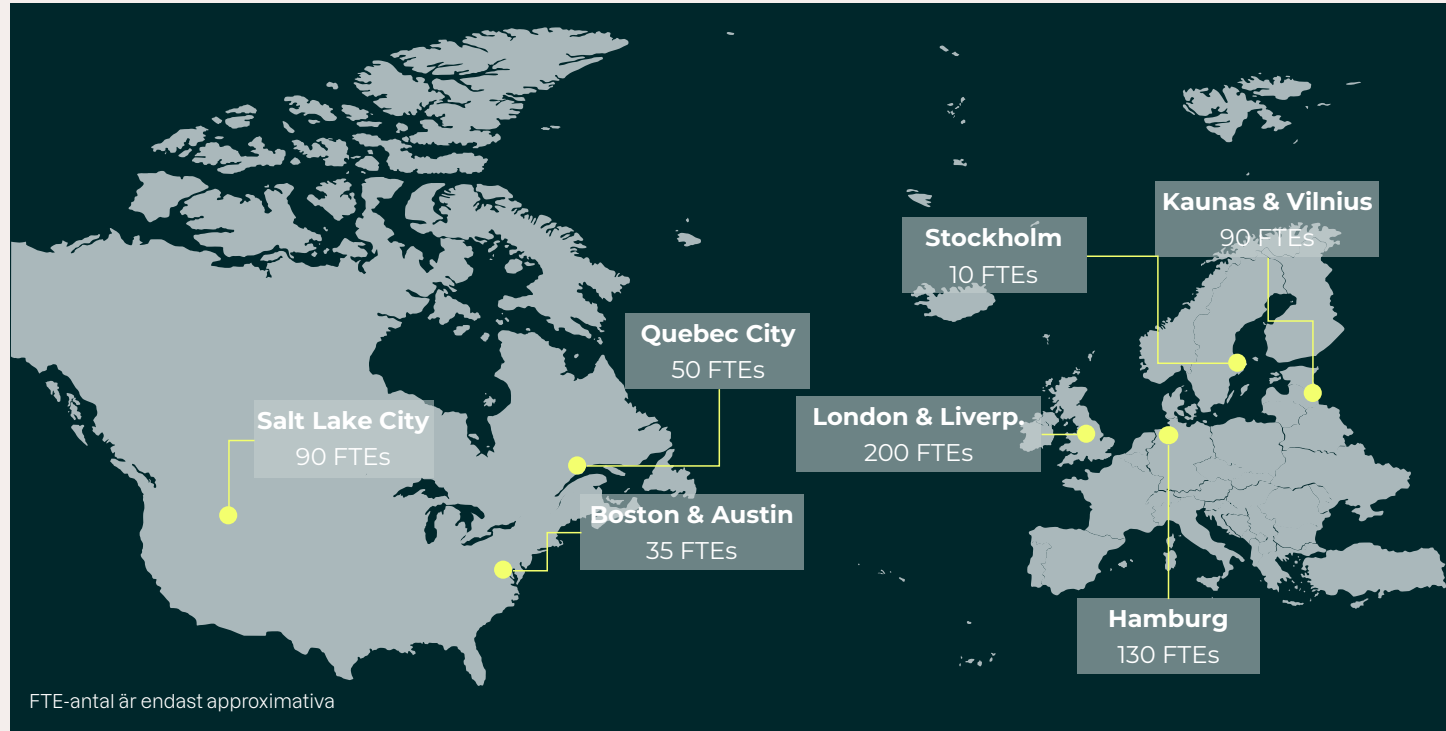 Kaunas & Vilnius
90 FTEs
Stockholm
10 FTEs
Quebec City
50 FTEs
Salt Lake City
90 FTEs
London & Liverp.
200 FTEs
Boston & Austin
35 FTEs
Hamburg
130 FTEs
FTE-antal är endast approximativa